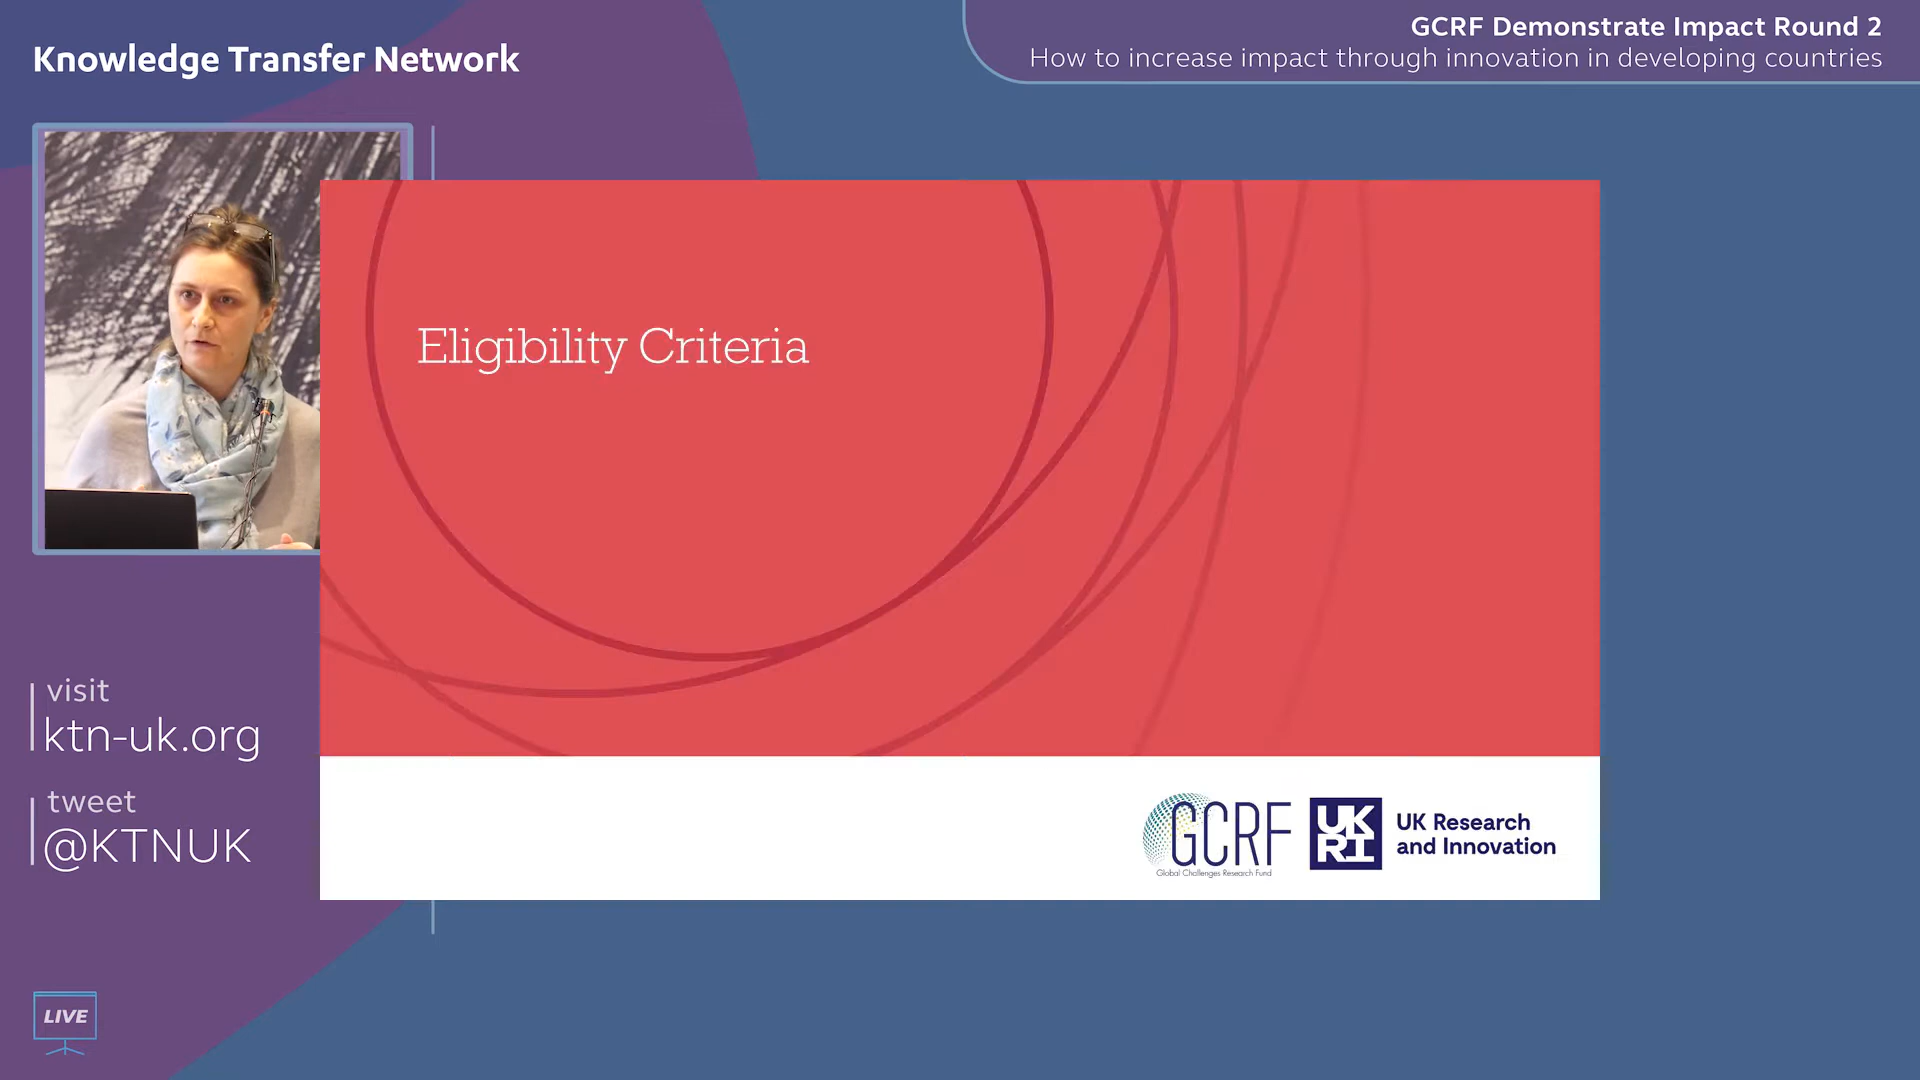 Knowledge Transfer Network
GCRF Demonstrate Impact Round 2
How to increase impact through innovation in developing countries
Eligibility Criteria
visit
ktn-uk.org
tweet
@KTNUK
GCRF
Global Challenges Research Fund
UK
RI
UK Research
and Innovation
LIVE